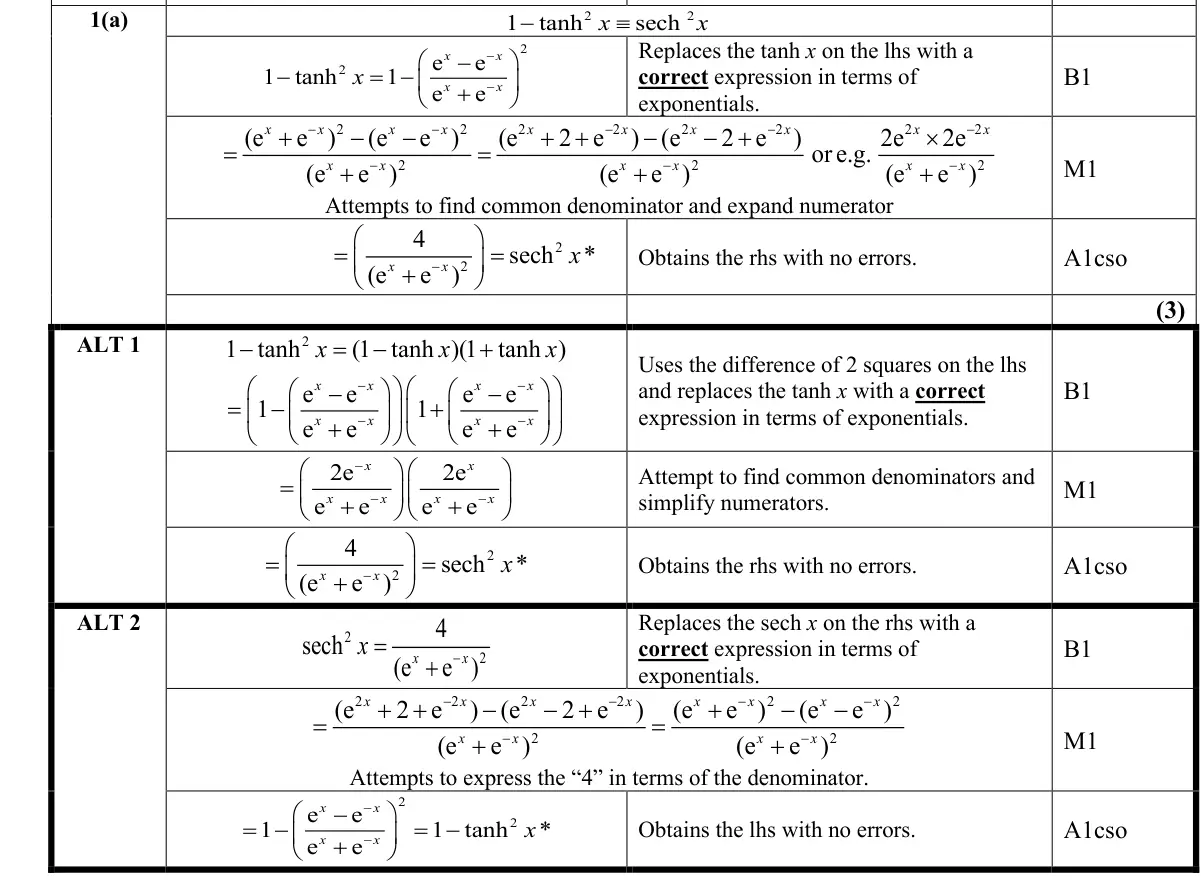 1(a)
1 − tanh² x ≡ sech ²x
1 − tanh² x = 1 − ((eˣ − e⁻ˣ)/(eˣ + e⁻ˣ))²
Replaces the tanh x on the lhs with a
correct expression in terms of
exponentials.
B1
= ((eˣ + e⁻ˣ)² − (eˣ − e⁻ˣ)²)/(eˣ + e⁻ˣ)² = ((e²ˣ + 2 + e⁻²ˣ) − (e²ˣ − 2 + e⁻²ˣ))/(eˣ + e⁻ˣ)² or e.g. (2e²ˣ × 2e⁻²ˣ)/(eˣ + e⁻ˣ)²
Attempts to find common denominator and expand numerator
M1
= (4/(eˣ + e⁻ˣ)²) = sech² x *
Obtains the rhs with no errors.
A1cso
(3)
ALT 1
1 − tanh² x = (1 − tanh x)(1 + tanh x)
= (1 − ((eˣ − e⁻ˣ)/(eˣ + e⁻ˣ)))(1 + ((eˣ − e⁻ˣ)/(eˣ + e⁻ˣ)))
Uses the difference of 2 squares on the lhs
and replaces the tanh x with a correct
expression in terms of exponentials.
B1
= (2e⁻ˣ/(eˣ + e⁻ˣ))(2eˣ/(eˣ + e⁻ˣ))
Attempt to find common denominators and
simplify numerators.
M1
= (4/(eˣ + e⁻ˣ)²) = sech² x *
Obtains the rhs with no errors.
A1cso
ALT 2
sech² x = 4/(eˣ + e⁻ˣ)²
Replaces the sech x on the rhs with a
correct expression in terms of
exponentials.
B1
= ((e²ˣ + 2 + e⁻²ˣ) − (e²ˣ − 2 + e⁻²ˣ))/(eˣ + e⁻ˣ)² = ((eˣ + e⁻ˣ)² − (eˣ − e⁻ˣ)²)/(eˣ + e⁻ˣ)²
Attempts to express the “4” in terms of the denominator.
M1
= 1 − ((eˣ − e⁻ˣ)/(eˣ + e⁻ˣ))² = 1 − tanh² x *
Obtains the lhs with no errors.
A1cso